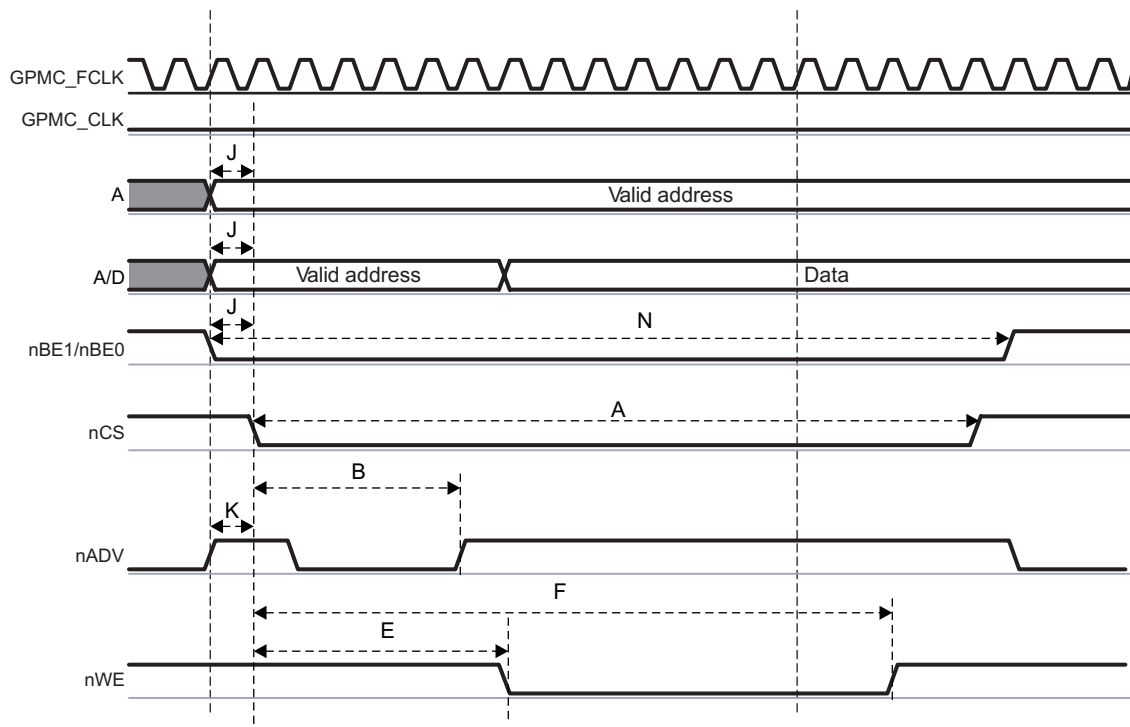 GPMC_FCLK
GPMC_CLK
J
A
Valid address
J
A/D
Valid address
Data
J
N
nBE1/nBE0
A
nCS
B
K
nADV
F
E
nWE